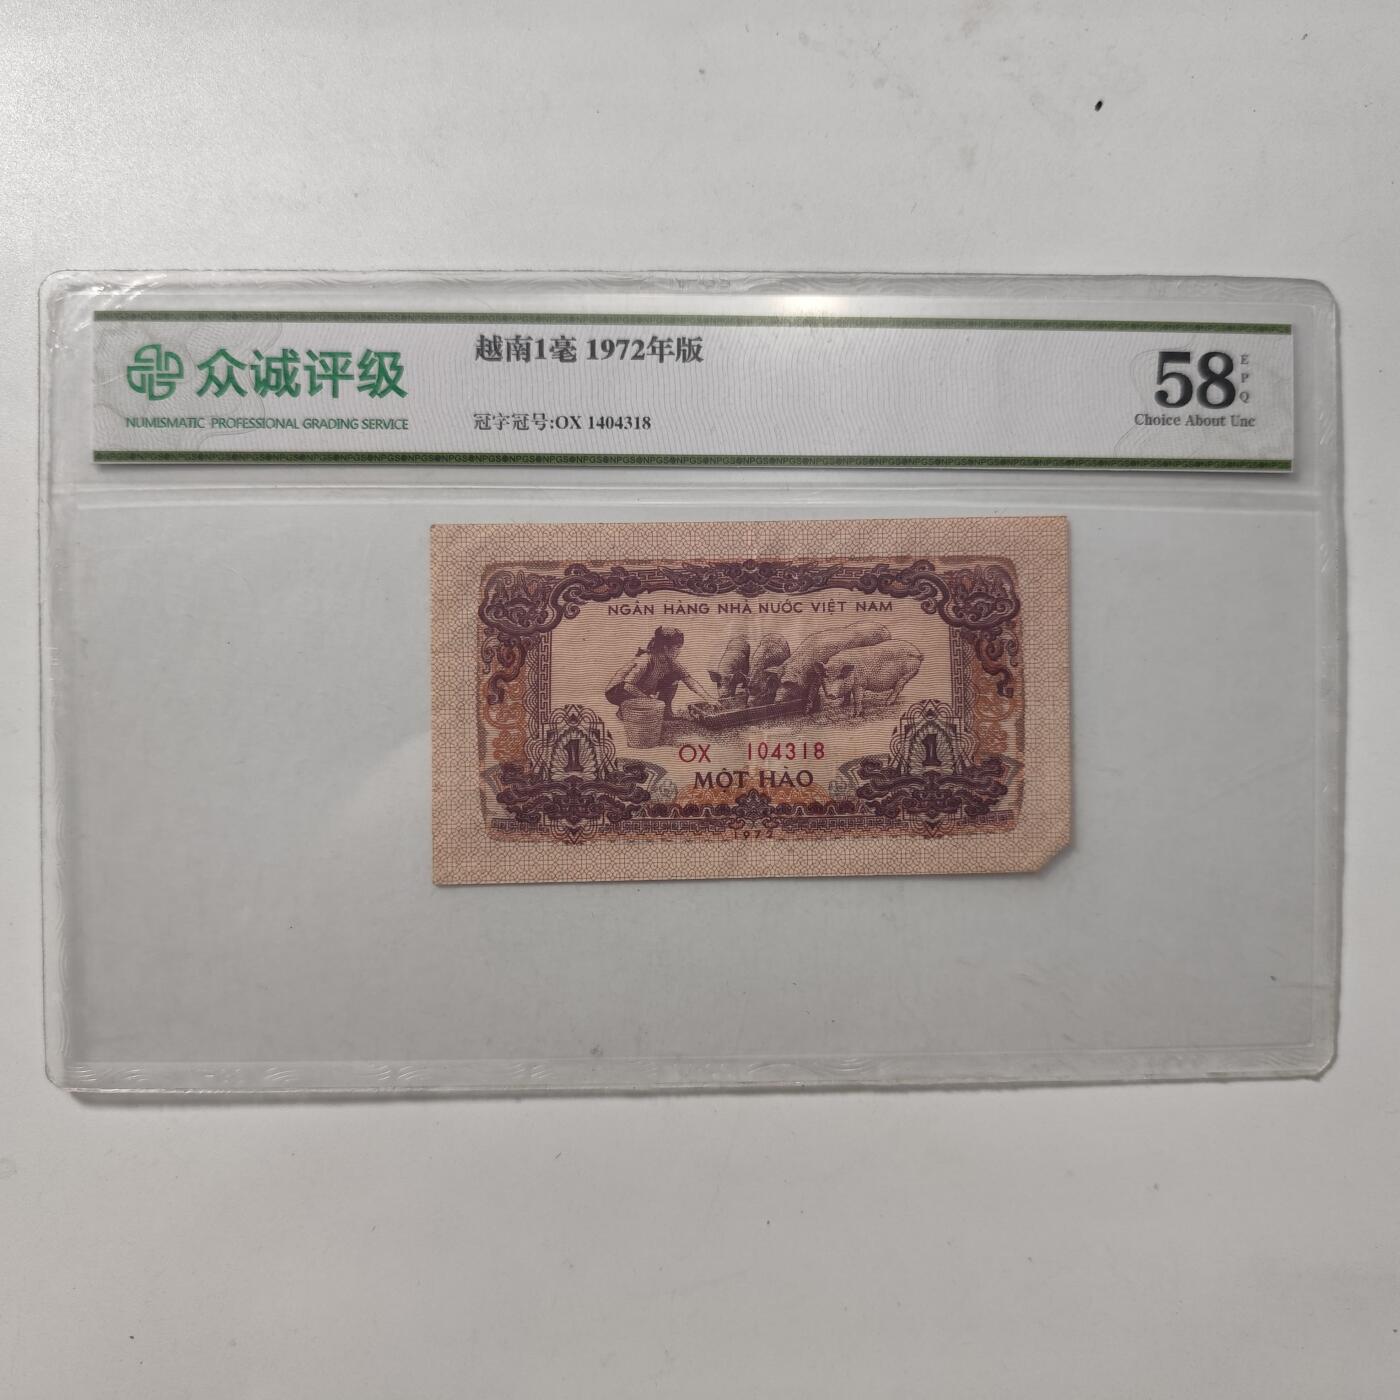 众诚评级
NUMISMATIC PROFESSIONAL GRADING SERVICE
越南1毫 1972年版
冠字冠号:OX 1404318
58 EPQ
Choice About Unc
NGÂN HÀNG NHÀ NƯỚC VIỆT NAM
OX 104318
MỘT HÀO
1 1
1972